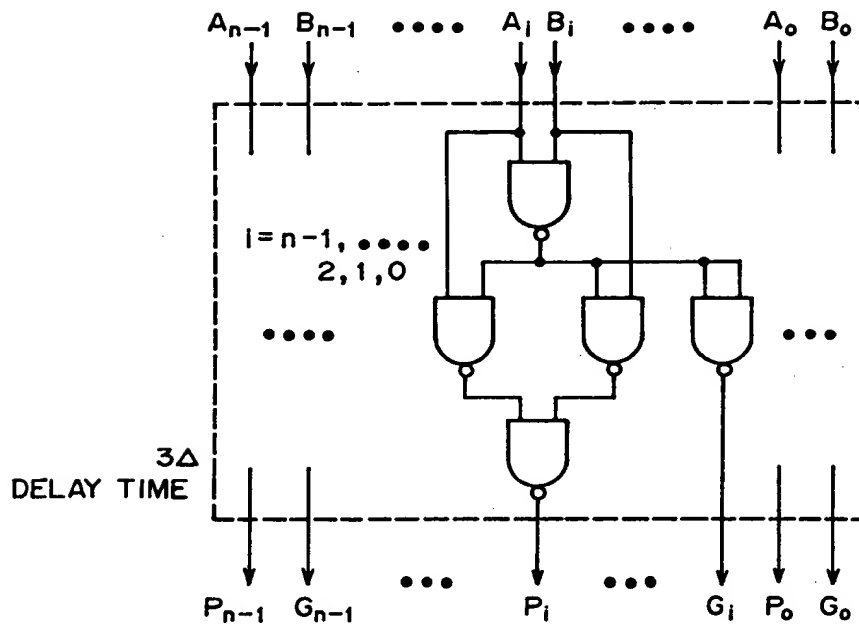 Aₙ₋₁ Bₙ₋₁ •••• Aᵢ Bᵢ •••• A₀ B₀
i=n-1, ••••
2,1,0
•••• •••
3Δ
DELAY TIME
••• •••
Pₙ₋₁ Gₙ₋₁ Pᵢ Gᵢ P₀ G₀